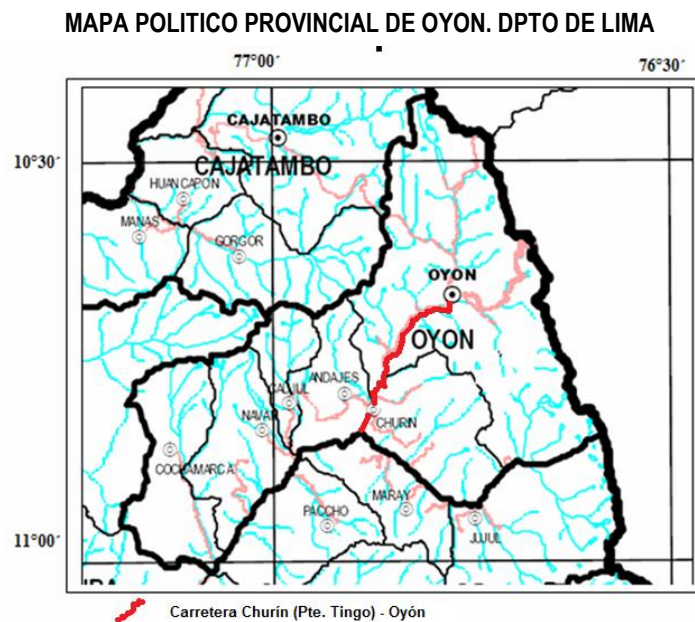 MAPA POLITICO PROVINCIAL DE OYON. DPTO DE LIMA
77°00´
76°30´
CAJATAMBO
10°30´
CAJATAMBO
HUANCAPON
MANAS
GORGOR
OYON
OYON
ANDAJES
CAUJUL
CHURIN
NAVAN
COCHAMARCA
MARAY
PACCHO
JUJUL
11°00´
Carretera Churín (Pte. Tingo) - Oyón